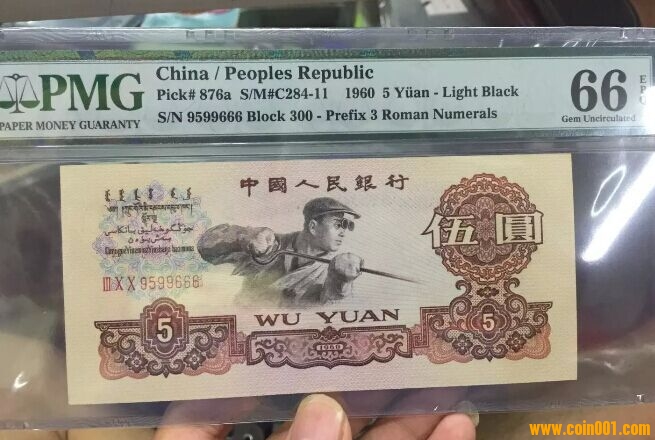 PMG
PAPER MONEY GUARANTY
China / Peoples Republic
Pick# 876a S/M#C284-11 1960 5 Yüan - Light Black
S/N 9599666 Block 300 - Prefix 3 Roman Numerals
66 EPQ
Gem Uncirculated
中國人民銀行
伍圓
III X X 9599666
5
WU YUAN
1960
5
www.coin001.com